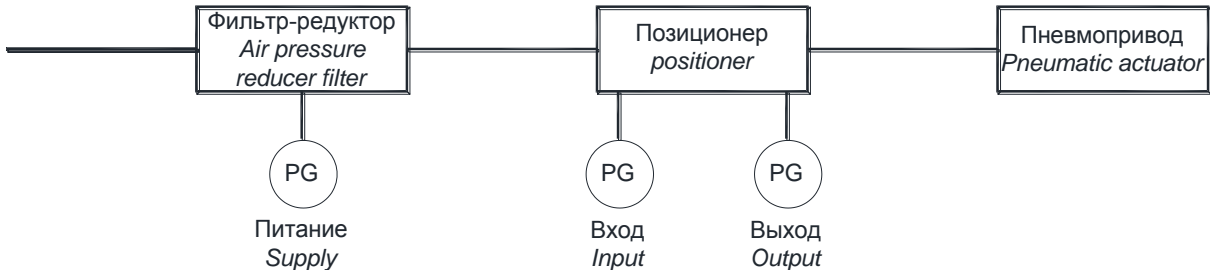 Фильтр-редуктор
Air pressure
reducer filter
Позиционер
positioner
Пневмопривод
Pneumatic actuator
PG
PG
PG
Питание
Supply
Вход
Input
Выход
Output